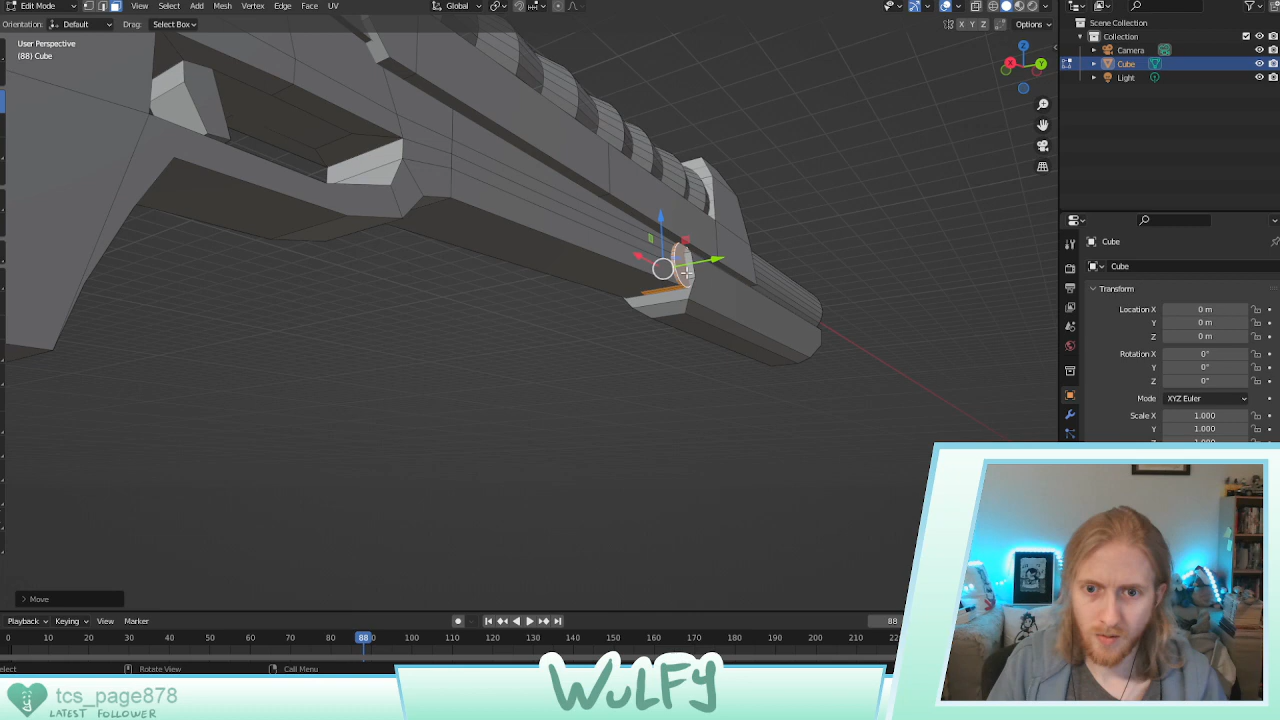 Edit Mode View Select Add Mesh Vertex Edge Face UV Global
Orientation: Default Drag: Select Box X Y Z Options
User Perspective
(88) Cube
X Y Z
Scene Collection
Collection
Camera
Cube
Light
Cube
Cube
Transform
Location X 0 m
Y 0 m
Z 0 m
Rotation X 0°
Y 0°
Z 0°
Mode XYZ Euler
Scale X 1.000
Y 1.000
Z 1.000
Move
Playback Keying View Marker 88
0 10 20 30 40 50 60 70 80 88 90 100 110 120 130 140 150 160 170 180 190 200 210
elect Rotate View Call Menu
tcs_page878
LATEST FOLLOWER
WULFY